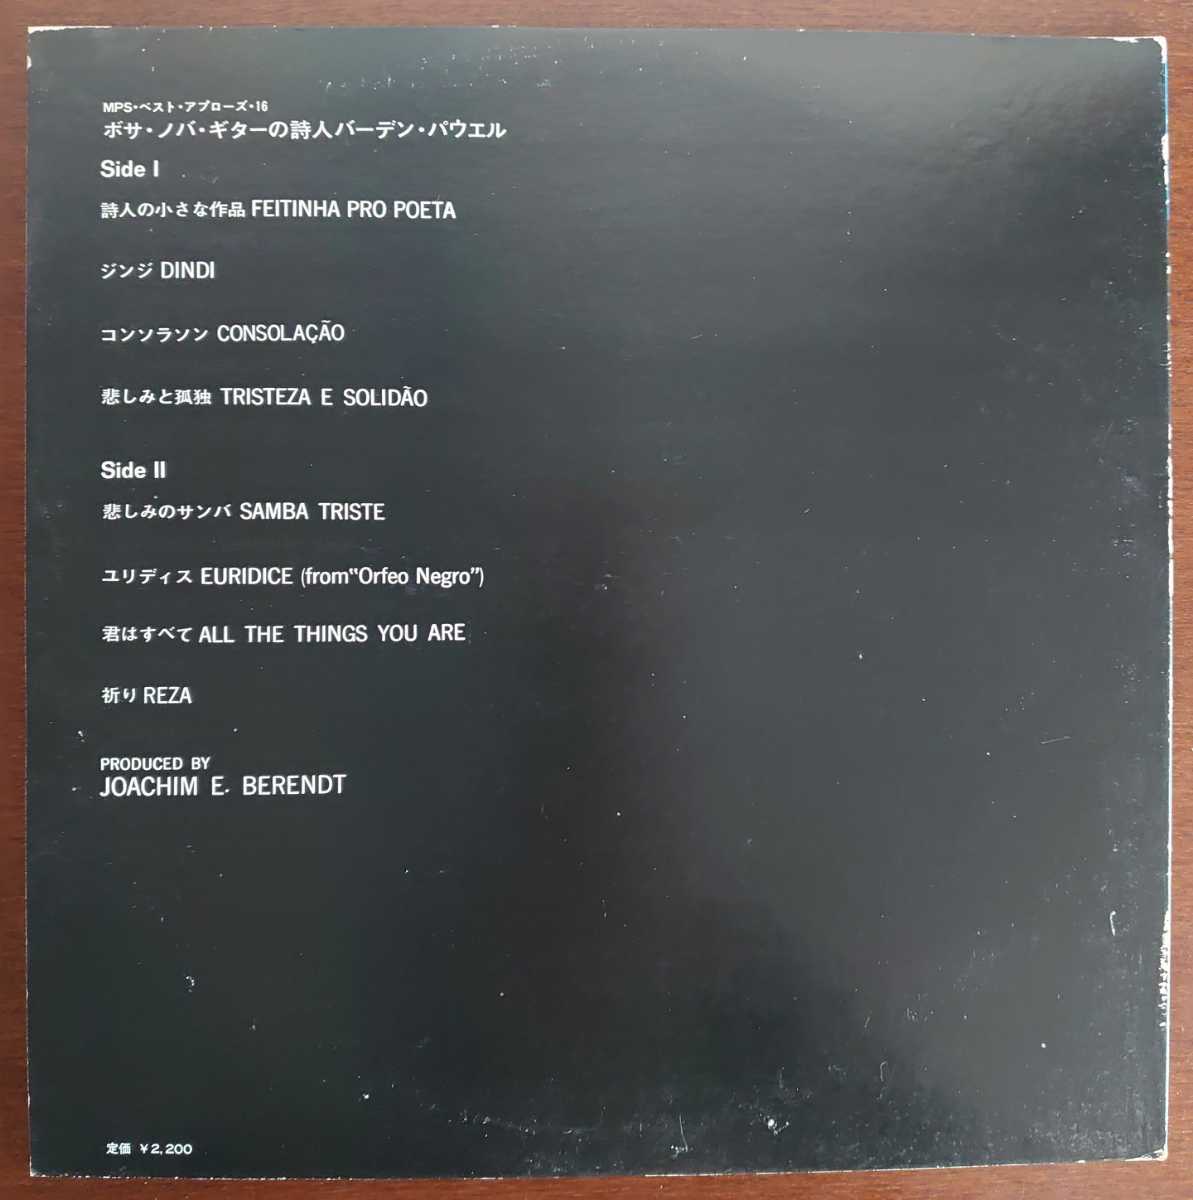 MPS・ベスト・アプローズ・16
ボサ・ノバ・ギターの詩人バーデン・パウエル
Side I
詩人の小さな作品 FEITINHA PRO POETA
ジンジ DINDI
コンソラソン CONSOLAÇÃO
悲しみと孤独 TRISTEZA E SOLIDÃO
Side II
悲しみのサンバ SAMBA TRISTE
ユリディス EURIDICE (from“Orfeo Negro”)
君はすべて ALL THE THINGS YOU ARE
祈り REZA
PRODUCED BY
JOACHIM E. BERENDT
定価 ￥2,200